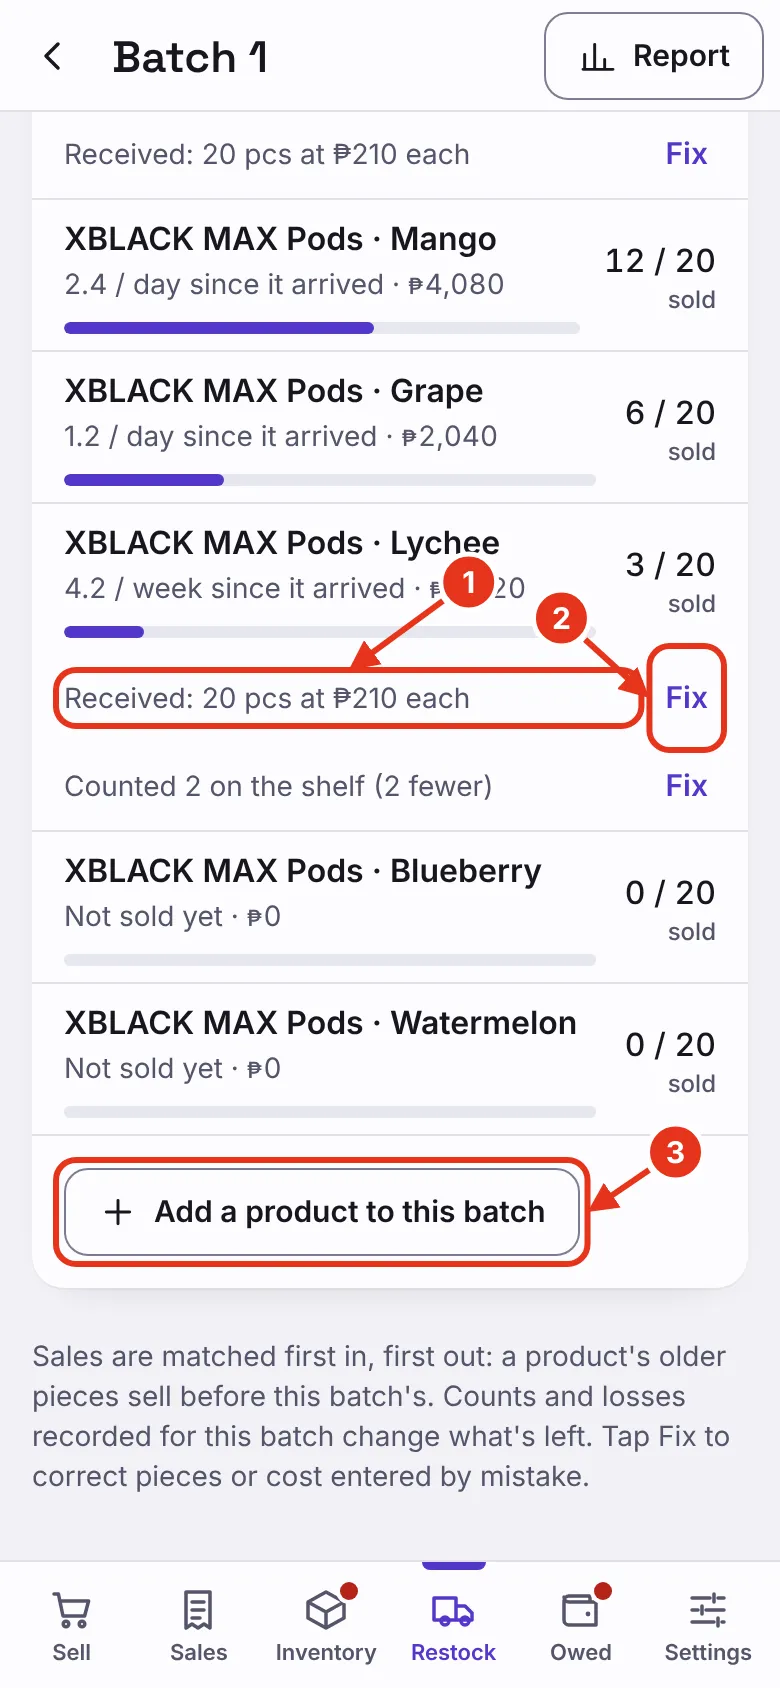 Batch 1
Report
Received: 20 pcs at ₱210 each
Fix
XBLACK MAX Pods · Mango
12 / 20
2.4 / day since it arrived · ₱4,080
sold
XBLACK MAX Pods · Grape
6 / 20
1.2 / day since it arrived · ₱2,040
sold
XBLACK MAX Pods · Lychee
3 / 20
4.2 / week since it arrived ·
sold
1
2
Received: 20 pcs at ₱210 each
Fix
Counted 2 on the shelf (2 fewer)
Fix
XBLACK MAX Pods · Blueberry
0 / 20
Not sold yet · ₱0
sold
XBLACK MAX Pods · Watermelon
0 / 20
Not sold yet · ₱0
sold
3
+ Add a product to this batch
Sales are matched first in, first out: a product's older
pieces sell before this batch's. Counts and losses
recorded for this batch change what's left. Tap Fix to
correct pieces or cost entered by mistake.
Sell
Sales
Inventory
Restock
Owed
Settings